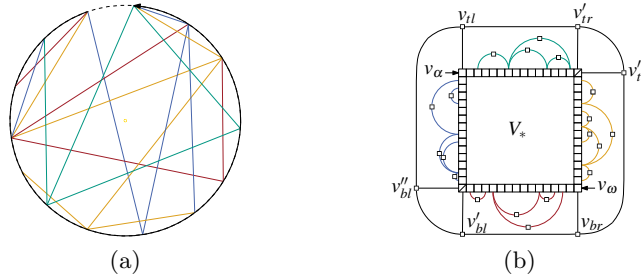 v_{tl} v'_{tr}
v_α v'_t
V_*
v''_{bl} v_ω
v'_{bl} v_{br}
(a) (b)